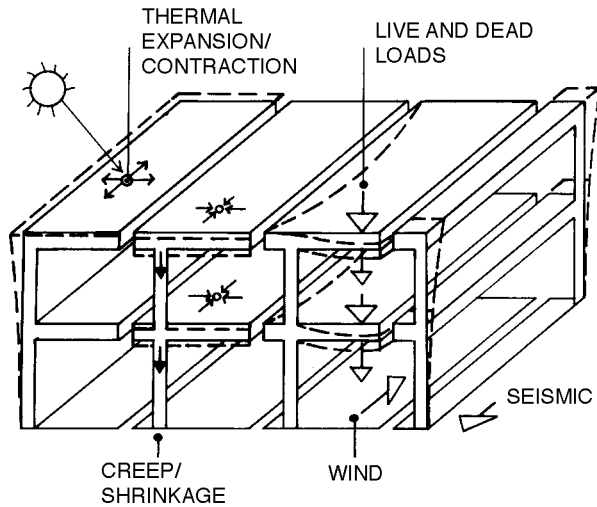 THERMAL
EXPANSION/
CONTRACTION
LIVE AND DEAD
LOADS
SEISMIC
CREEP/
SHRINKAGE
WIND